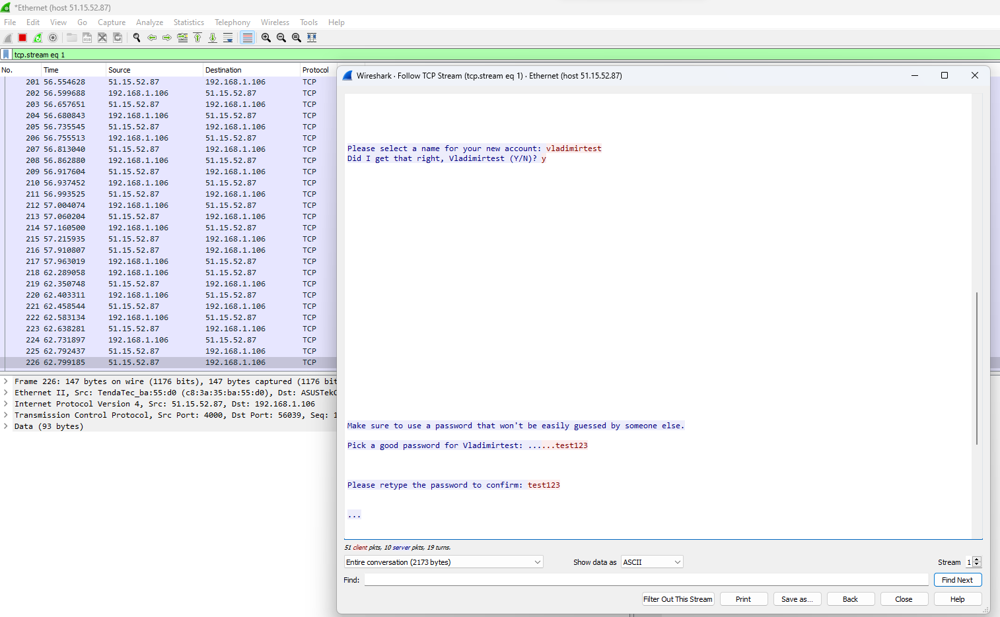 *Ethernet (host 51.15.52.87)
File Edit View Go Capture Analyze Statistics Telephony Wireless Tools Help
tcp.stream eq 1
No. Time Source Destination Protocol
201 56.554628 51.15.52.87 192.168.1.106 TCP
202 56.599688 192.168.1.106 51.15.52.87 TCP
203 56.657651 51.15.52.87 192.168.1.106 TCP
204 56.680843 192.168.1.106 51.15.52.87 TCP
205 56.735545 51.15.52.87 192.168.1.106 TCP
206 56.755513 192.168.1.106 51.15.52.87 TCP
207 56.813040 51.15.52.87 192.168.1.106 TCP
208 56.862880 192.168.1.106 51.15.52.87 TCP
209 56.917604 51.15.52.87 192.168.1.106 TCP
210 56.937452 192.168.1.106 51.15.52.87 TCP
211 56.993525 51.15.52.87 192.168.1.106 TCP
212 57.004074 192.168.1.106 51.15.52.87 TCP
213 57.060204 51.15.52.87 192.168.1.106 TCP
214 57.160500 192.168.1.106 51.15.52.87 TCP
215 57.215935 51.15.52.87 192.168.1.106 TCP
216 57.910807 51.15.52.87 192.168.1.106 TCP
217 57.963019 192.168.1.106 51.15.52.87 TCP
218 62.289058 192.168.1.106 51.15.52.87 TCP
219 62.350748 51.15.52.87 192.168.1.106 TCP
220 62.403311 192.168.1.106 51.15.52.87 TCP
221 62.458544 51.15.52.87 192.168.1.106 TCP
222 62.583134 192.168.1.106 51.15.52.87 TCP
223 62.638281 51.15.52.87 192.168.1.106 TCP
224 62.731897 192.168.1.106 51.15.52.87 TCP
225 62.792437 51.15.52.87 192.168.1.106 TCP
226 62.799185 51.15.52.87 192.168.1.106 TCP
Frame 226: 147 bytes on wire (1176 bits), 147 bytes captured (1176 bit
Ethernet II, Src: TendaTec_ba:55:d0 (c8:3a:35:ba:55:d0), Dst: ASUSTekC
Internet Protocol Version 4, Src: 51.15.52.87, Dst: 192.168.1.106
Transmission Control Protocol, Src Port: 4000, Dst Port: 56039, Seq: 1
Data (93 bytes)
Wireshark · Follow TCP Stream (tcp.stream eq 1) · Ethernet (host 51.15.52.87)
Please select a name for your new account: vladimirtest
Did I get that right, Vladimirtest (Y/N)? y
Make sure to use a password that won't be easily guessed by someone else.
Pick a good password for Vladimirtest: ......test123
Please retype the password to confirm: test123
...
51 client pkts, 10 server pkts, 19 turns.
Entire conversation (2173 bytes) Show data as ASCII Stream 1
Find: Find Next
Filter Out This Stream Print Save as... Back Close Help